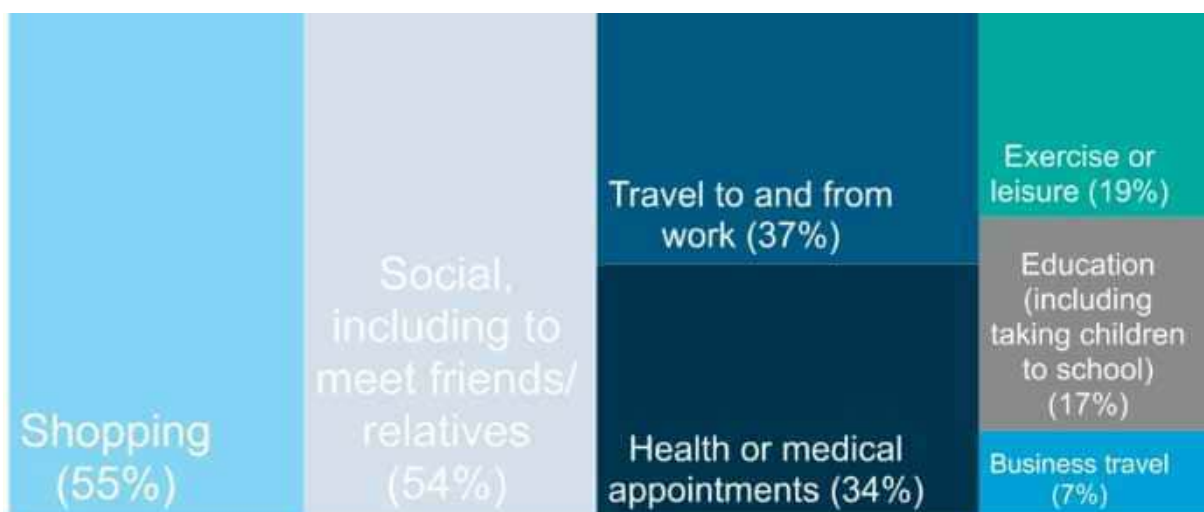 Shopping
(55%)
Social,
including to
meet friends/
relatives
(54%)
Travel to and from
work (37%)
Health or medical
appointments (34%)
Exercise or
leisure (19%)
Education
(including
taking children
to school)
(17%)
Business travel
(7%)